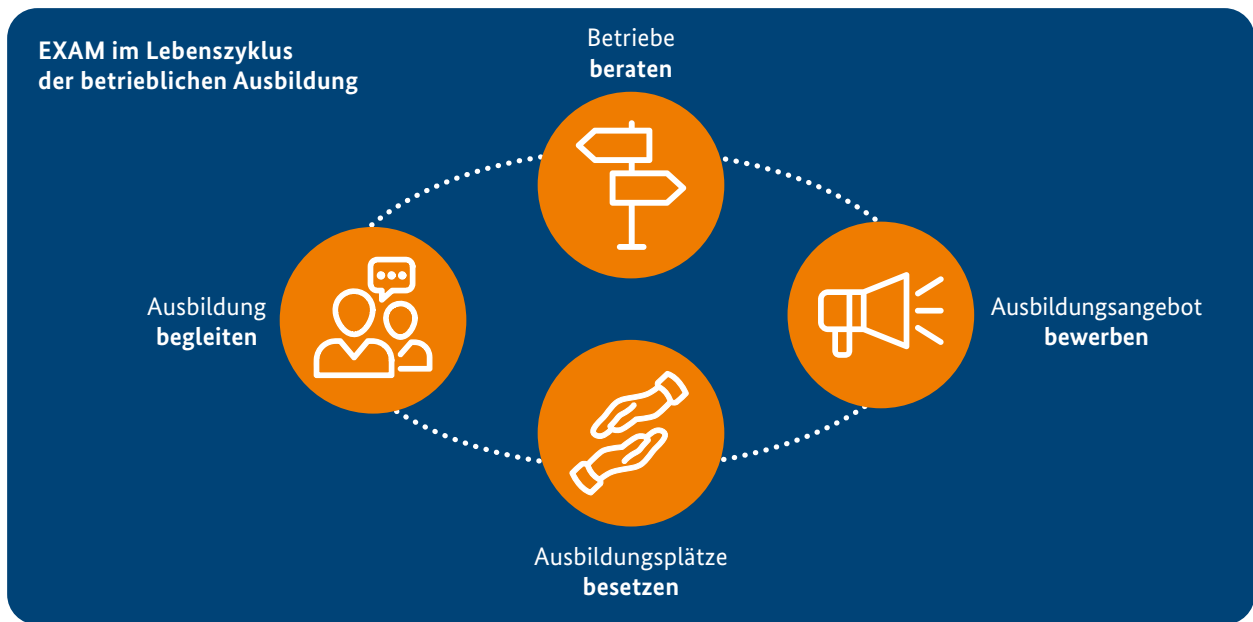 EXAM im Lebenszyklus
der betrieblichen Ausbildung
Betriebe
beraten
Ausbildungsangebot
bewerben
Ausbildungsplätze
besetzen
Ausbildung
begleiten